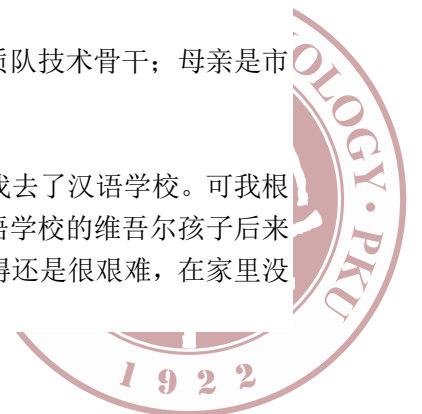 质队技术骨干；母亲是市
我去了汉语学校。可我根
语学校的维吾尔孩子后来
得还是很艰难，在家里没
OLOGY · PKU
1922